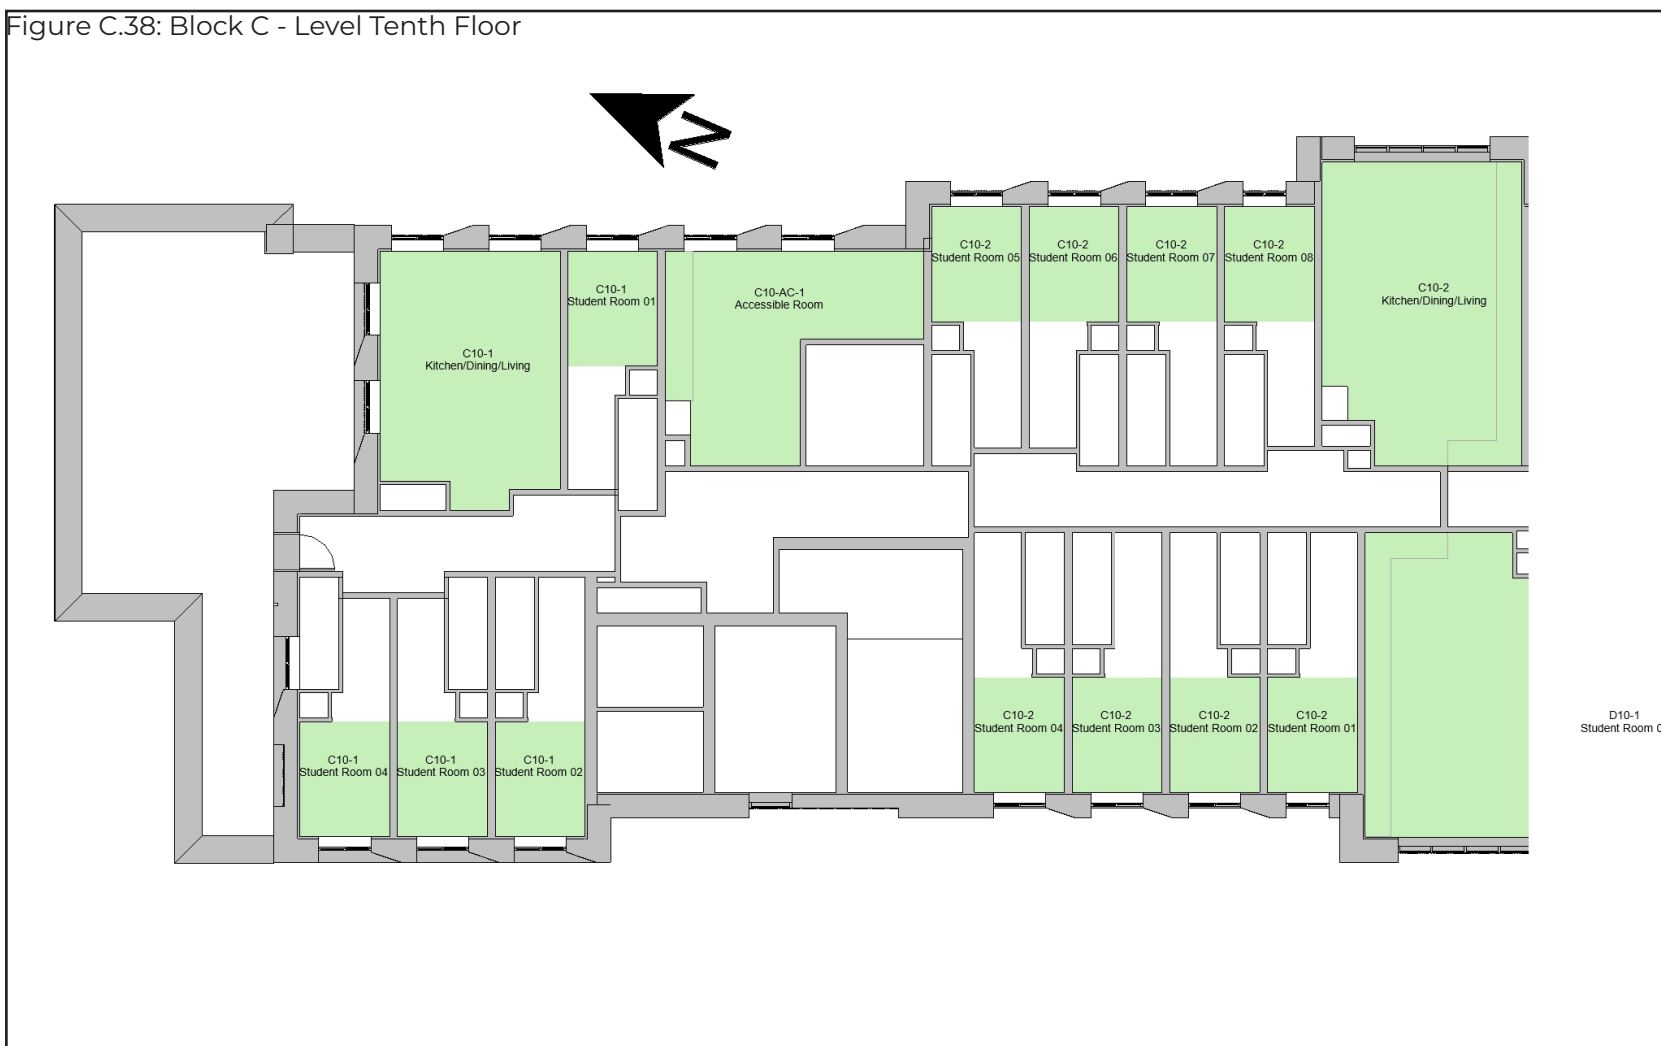 Figure C.38: Block C - Level Tenth Floor
N
C10-2
Student Room 05
C10-2
Student Room 06
C10-2
Student Room 07
C10-2
Student Room 08
C10-2
Kitchen/Dining/Living
C10-1
Student Room 01
C10-AC-1
Accessible Room
C10-1
Kitchen/Dining/Living
C10-2
Student Room 04
C10-2
Student Room 03
C10-2
Student Room 02
C10-2
Student Room 01
D10-1
Student Room 0
C10-1
Student Room 04
C10-1
Student Room 03
C10-1
Student Room 02